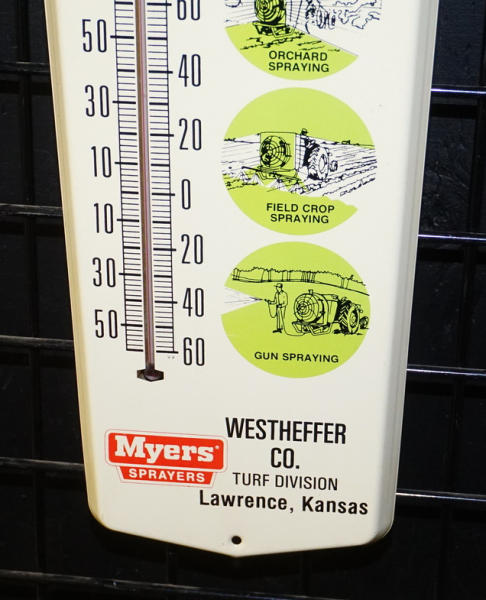 60
50
40
30
20
10
0
10
20
30
40
50
60
ORCHARD
SPRAYING
FIELD CROP
SPRAYING
GUN SPRAYING
Myers®
SPRAYERS
WESTHEFFER
CO.
TURF DIVISION
Lawrence, Kansas